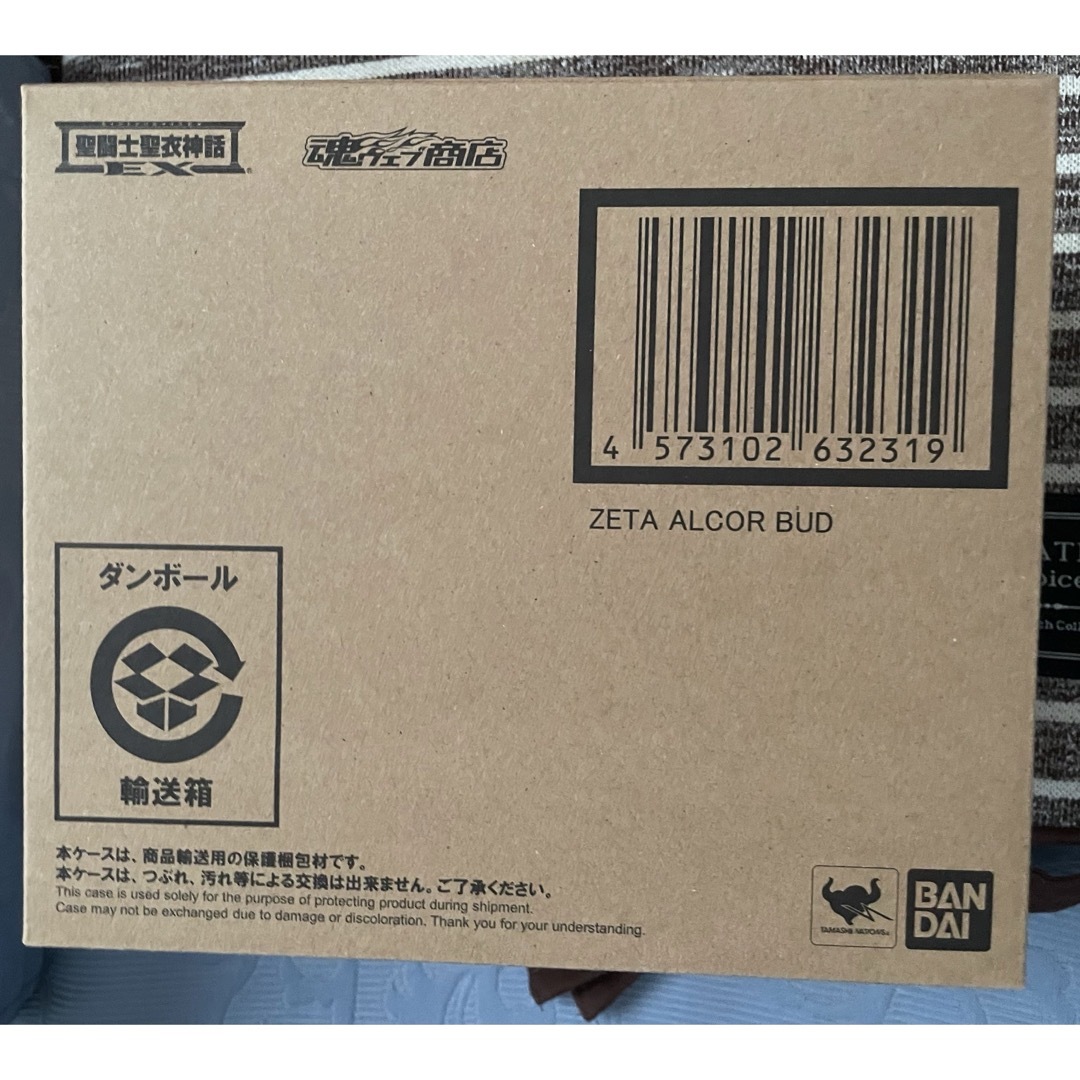 聖闘士聖衣神話
EX
魂ウェブ商店
4 573102 632319
ZETA ALCOR BUD
ダンボール
輸送箱
本ケースは、商品輸送用の保護梱包材です。
本ケースは、つぶれ、汚れ等による交換は出来ません。ご了承ください。
This case is used solely for the purpose of protecting product during shipment.
Case may not be exchanged due to damage or discoloration. Thank you for your understanding.
TAMASHII NATIONS
BAN
DAI